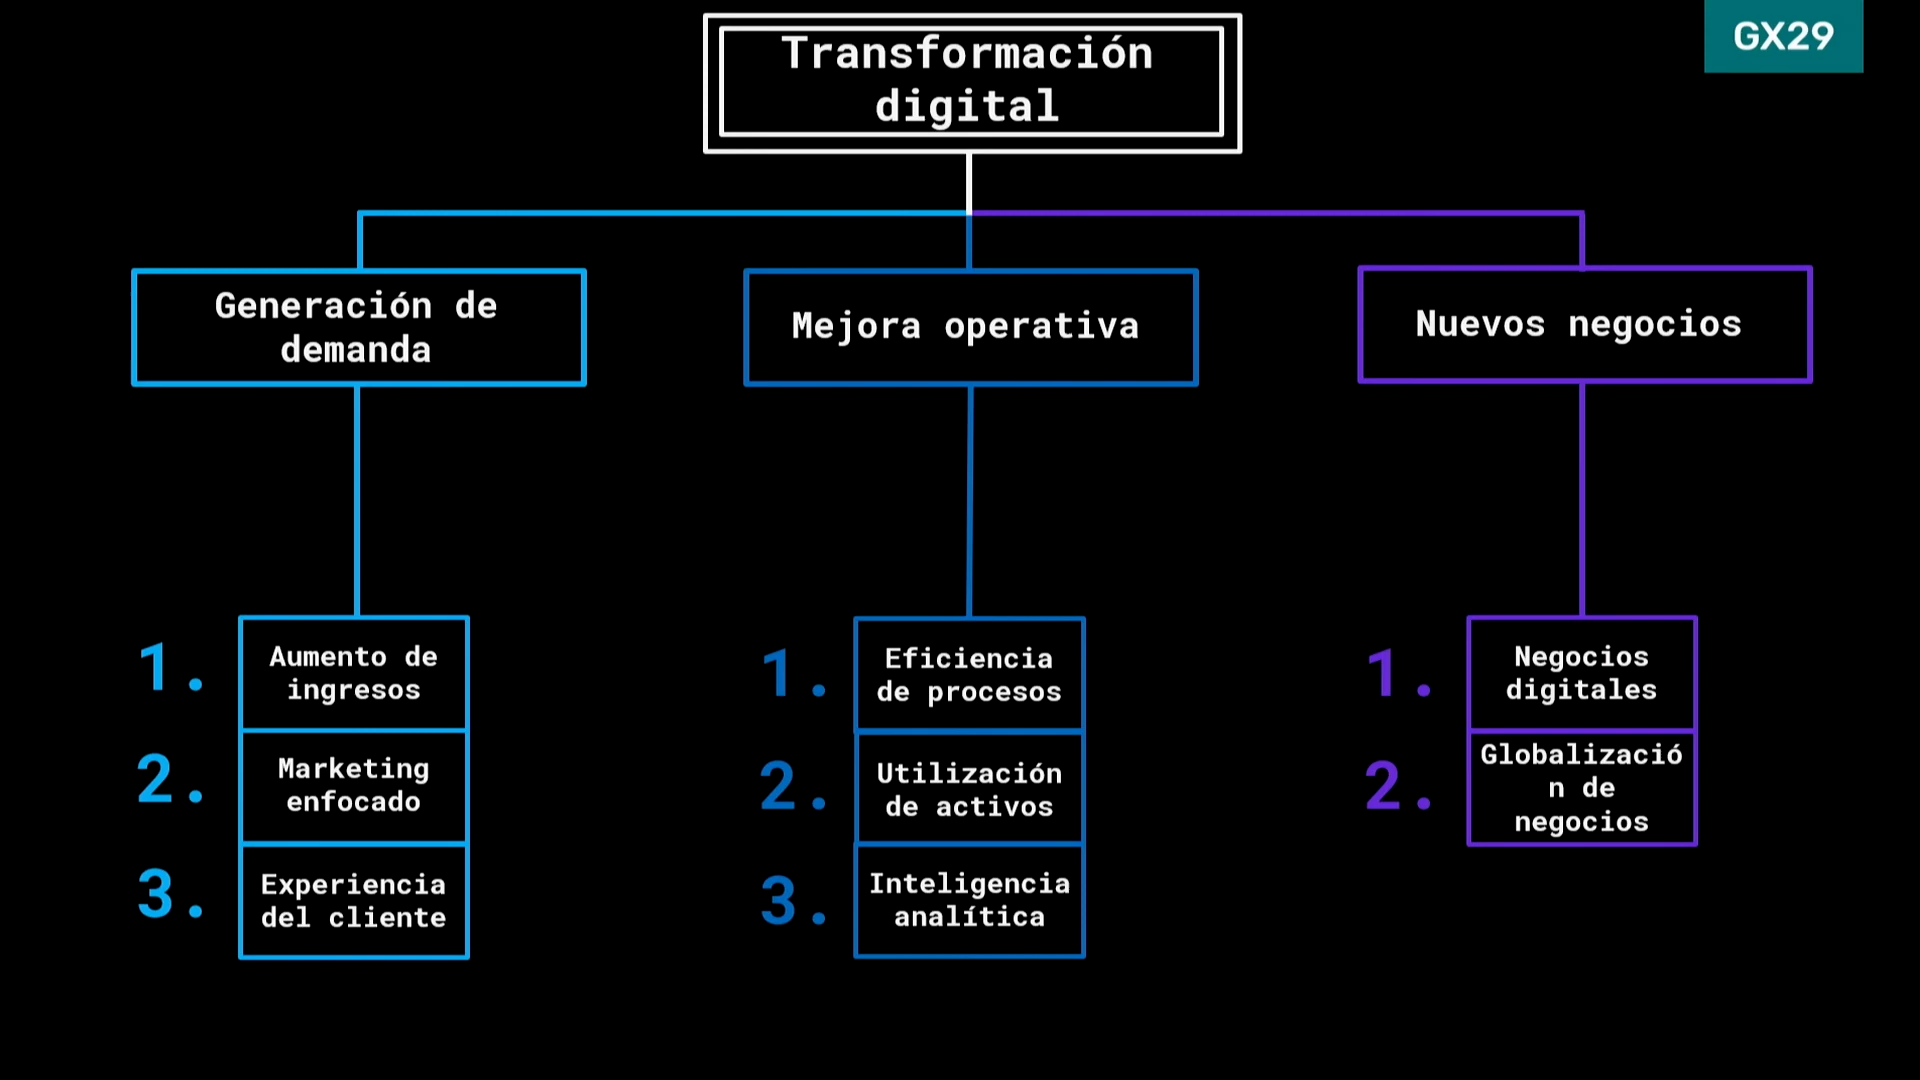 Transformación
digital
GX29
Generación de
demanda
Mejora operativa
Nuevos negocios
1.
Aumento de
ingresos
2.
Marketing
enfocado
3.
Experiencia
del cliente
1.
Eficiencia
de procesos
2.
Utilización
de activos
3.
Inteligencia
analítica
1.
Negocios
digitales
2.
Globalizació
n de
negocios